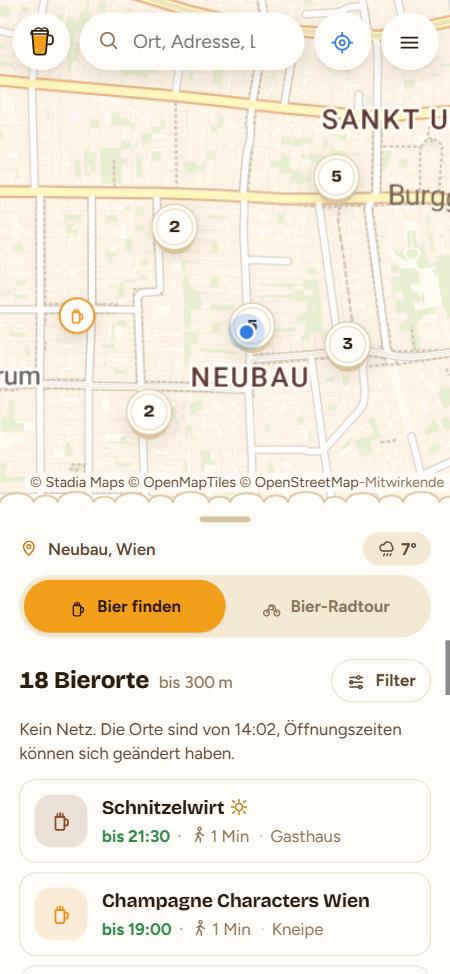 Ort, Adresse, L
SANKT U
5
Burgg
2
5
3
rum
NEUBAU
2
© Stadia Maps © OpenMapTiles © OpenStreetMap-Mitwirkende
Neubau, Wien
7°
Bier finden
Bier-Radtour
18 Bierorte bis 300 m
Filter
Kein Netz. Die Orte sind von 14:02, Öffnungszeiten
können sich geändert haben.
Schnitzelwirt
bis 21:30 · 1 Min · Gasthaus
Champagne Characters Wien
bis 19:00 · 1 Min · Kneipe